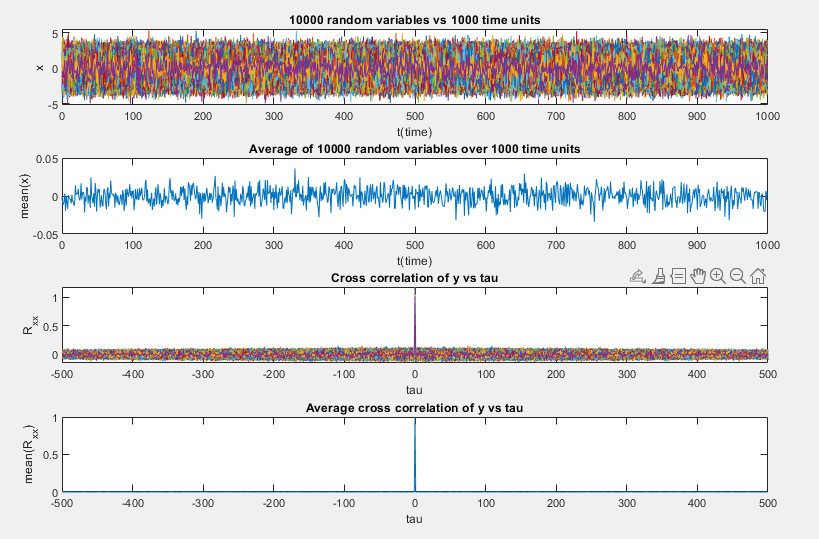 10000 random variables vs 1000 time units
5
0
-5
x
0 100 200 300 400 500 600 700 800 900 1000
t(time)
Average of 10000 random variables over 1000 time units
0.05
0
-0.05
mean(x)
0 100 200 300 400 500 600 700 800 900 1000
t(time)
Cross correlation of y vs tau
1
0.5
0
R_xx
-500 -400 -300 -200 -100 0 100 200 300 400 500
tau
Average cross correlation of y vs tau
1
0.5
0
mean(R_xx)
-500 -400 -300 -200 -100 0 100 200 300 400 500
tau